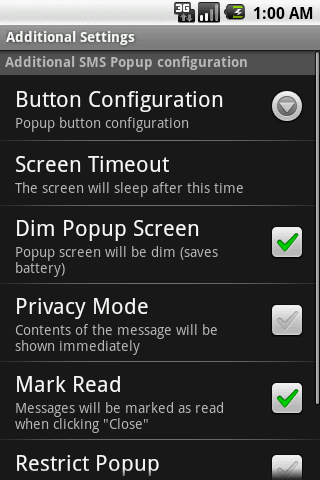 3G 1:00 AM
Additional Settings
Additional SMS Popup configuration
Button Configuration
Popup button configuration
Screen Timeout
The screen will sleep after this time
Dim Popup Screen
Popup screen will be dim (saves
battery)
Privacy Mode
Contents of the message will be
shown immediately
Mark Read
Messages will be marked as read
when clicking "Close"
Restrict Popup